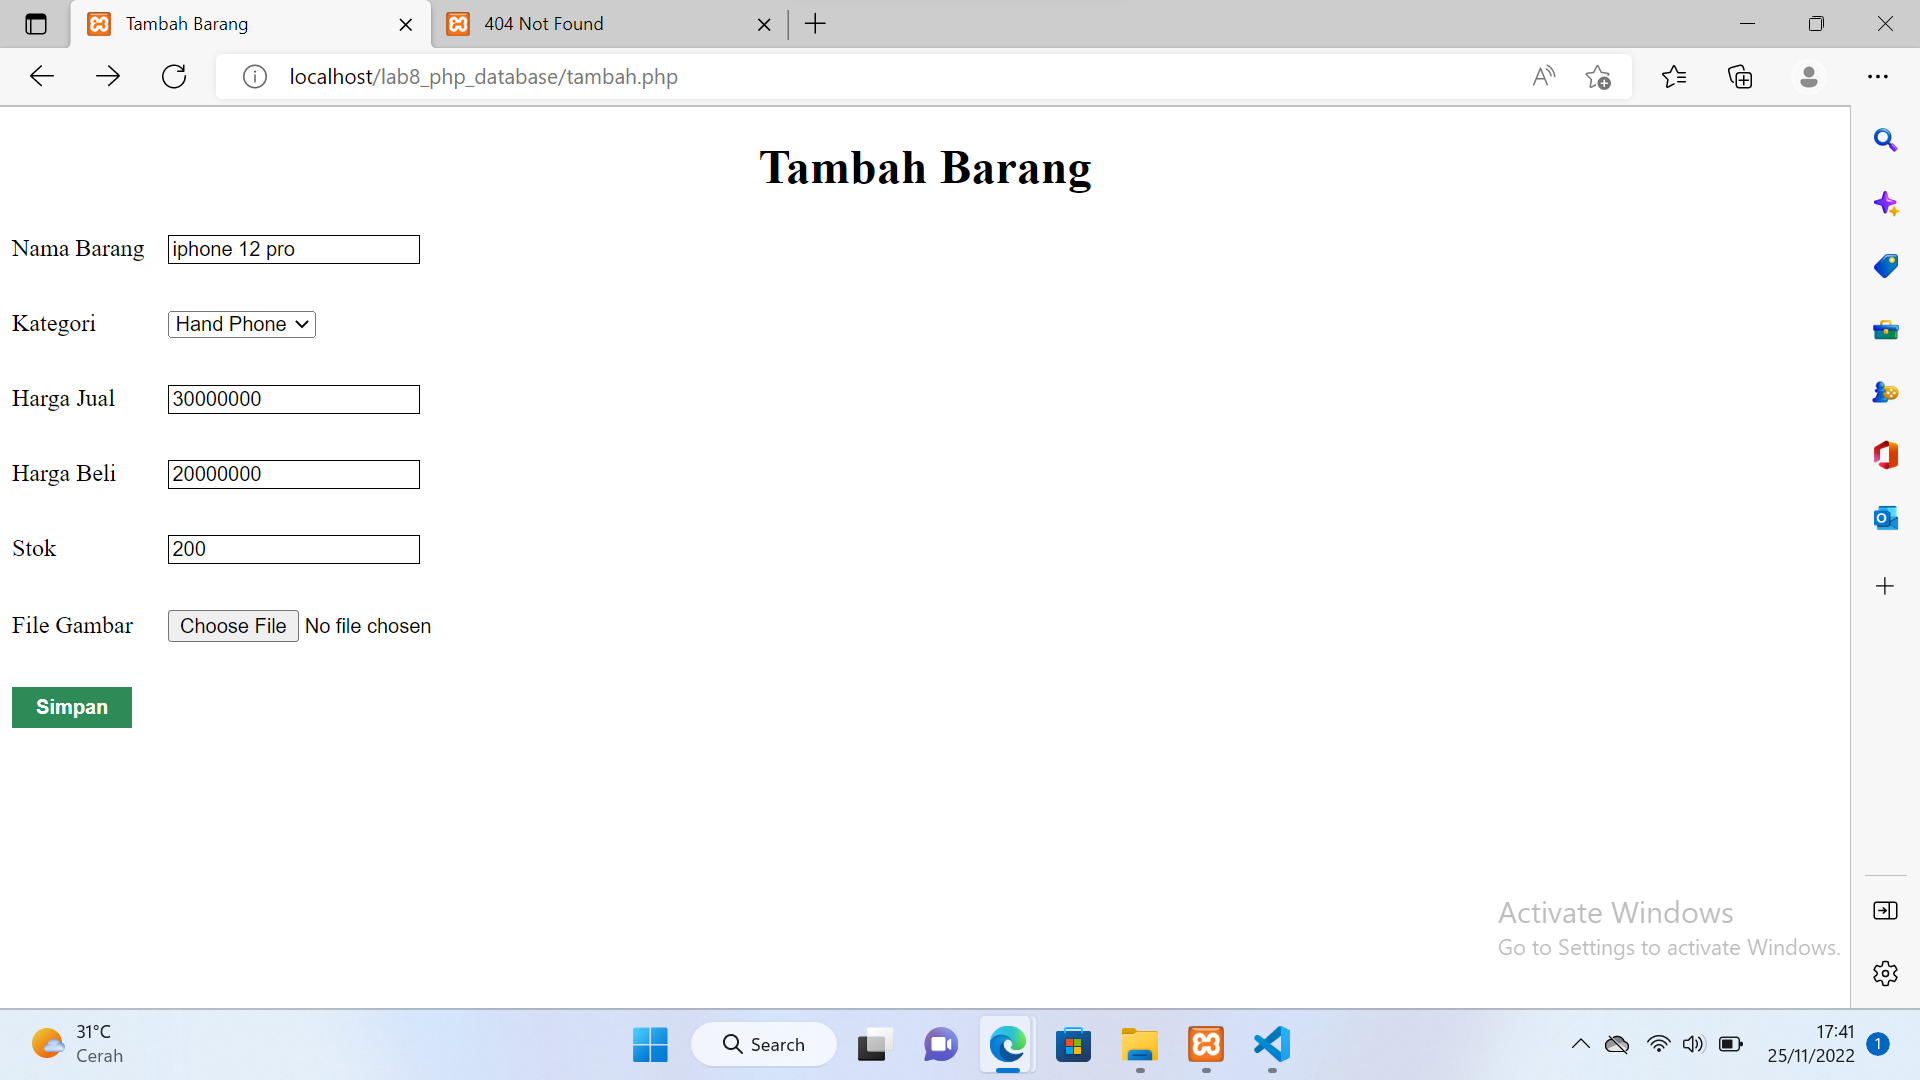 Tambah Barang
404 Not Found
localhost/lab8_php_database/tambah.php
Tambah Barang
Nama Barang iphone 12 pro
Kategori Hand Phone
Harga Jual 30000000
Harga Beli 20000000
Stok 200
File Gambar Choose File No file chosen
Simpan
Activate Windows
Go to Settings to activate Windows.
31°C
Cerah
Search
17:41
25/11/2022
1